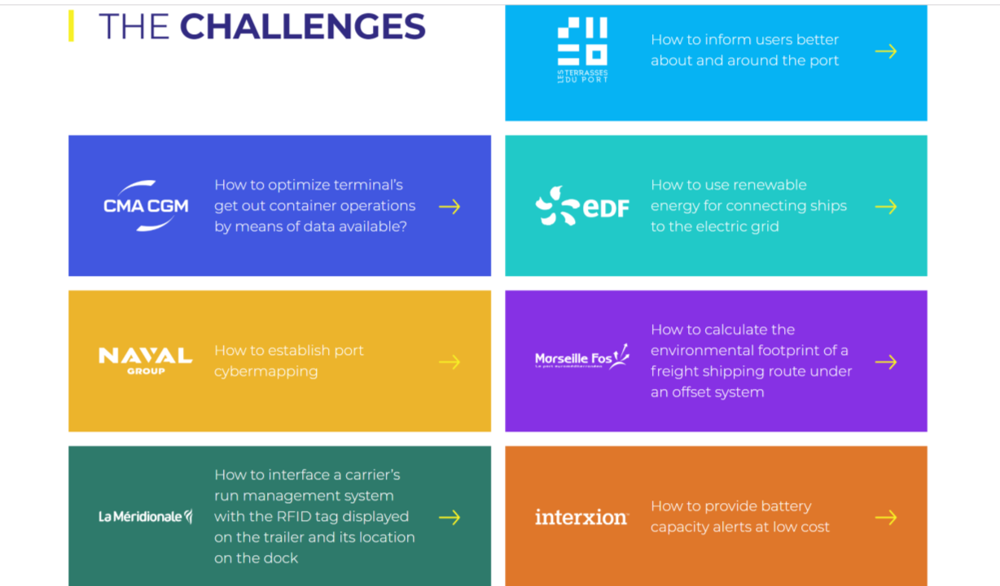 THE CHALLENGES
LES TERRASSES
DU PORT
How to inform users better
about and around the port
CMA CGM
How to optimize terminal's
get out container operations
by means of data available?
eDF
How to use renewable
energy for connecting ships
to the electric grid
NAVAL
GROUP
How to establish port
cybermapping
Marseille Fos
Le port euroméditerranéen
How to calculate the
environmental footprint of a
freight shipping route under
an offset system
La Méridionale
How to interface a carrier's
run management system
with the RFID tag displayed
on the trailer and its location
on the dock
interxion
How to provide battery
capacity alerts at low cost